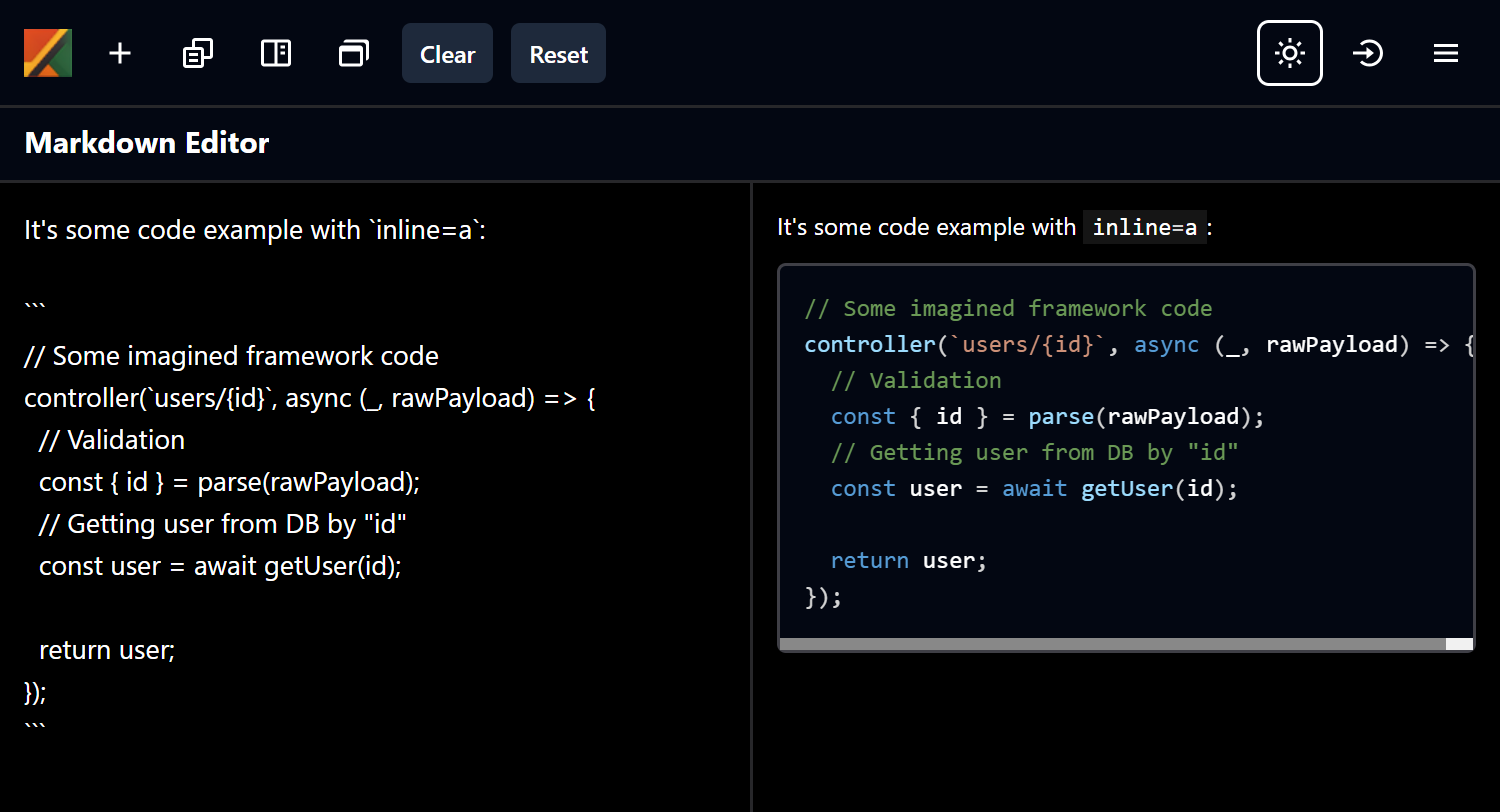 Clear Reset
Markdown Editor
It's some code example with `inline=a`:

```
// Some imagined framework code
controller(`users/{id}`, async (_, rawPayload) => {
  // Validation
  const { id } = parse(rawPayload);
  // Getting user from DB by "id"
  const user = await getUser(id);

  return user;
});
```
It's some code example with inline=a:
// Some imagined framework code
controller(`users/{id}`, async (_, rawPayload) => {
  // Validation
  const { id } = parse(rawPayload);
  // Getting user from DB by "id"
  const user = await getUser(id);

  return user;
});